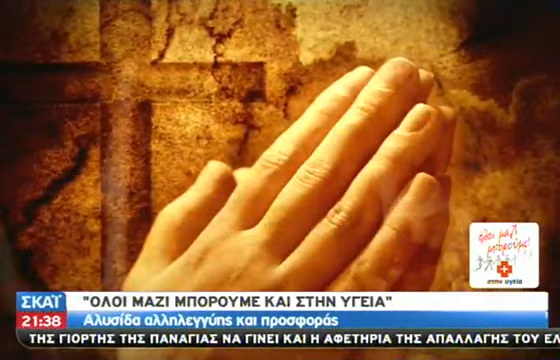 όλοι μαζί
μπορούμε!
στην υγεία
ΣΚΑΪ
"ΟΛΟΙ ΜΑΖΙ ΜΠΟΡΟΥΜΕ ΚΑΙ ΣΤΗΝ ΥΓΕΙΑ"
21:38
Αλυσίδα αλληλεγγύης και προσφοράς
ΤΗΣ ΓΙΟΡΤΗΣ ΤΗΣ ΠΑΝΑΓΙΑΣ ΝΑ ΓΙΝΕΙ ΚΑΙ Η ΑΦΕΤΗΡΙΑ ΤΗΣ ΑΠΑΛΛΑΓΗΣ ΤΟΥ Ε